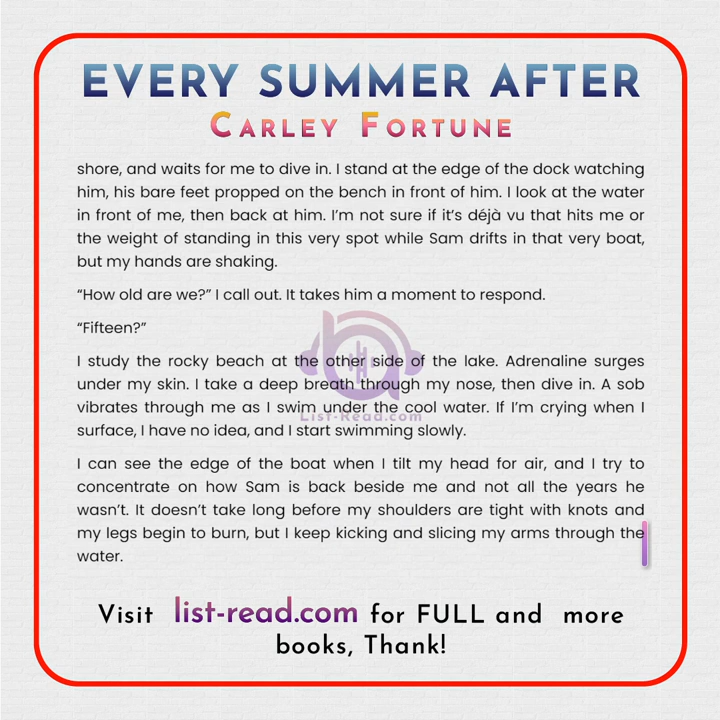 EVERY SUMMER AFTER
CARLEY FORTUNE
shore, and waits for me to dive in. I stand at the edge of the dock watching
him, his bare feet propped on the bench in front of him. I look at the water
in front of me, then back at him. I’m not sure if it’s déjà vu that hits me or
the weight of standing in this very spot while Sam drifts in that very boat,
but my hands are shaking.
“How old are we?” I call out. It takes him a moment to respond.
“Fifteen?”
I study the rocky beach at the other side of the lake. Adrenaline surges
under my skin. I take a deep breath through my nose, then dive in. A sob
vibrates through me as I swim under the cool water. If I’m crying when I
List-Read.com
surface, I have no idea, and I start swimming slowly.
I can see the edge of the boat when I tilt my head for air, and I try to
concentrate on how Sam is back beside me and not all the years he
wasn’t. It doesn’t take long before my shoulders are tight with knots and
my legs begin to burn, but I keep kicking and slicing my arms through the
water.
Visit list-read.com for FULL and more
books, Thank!